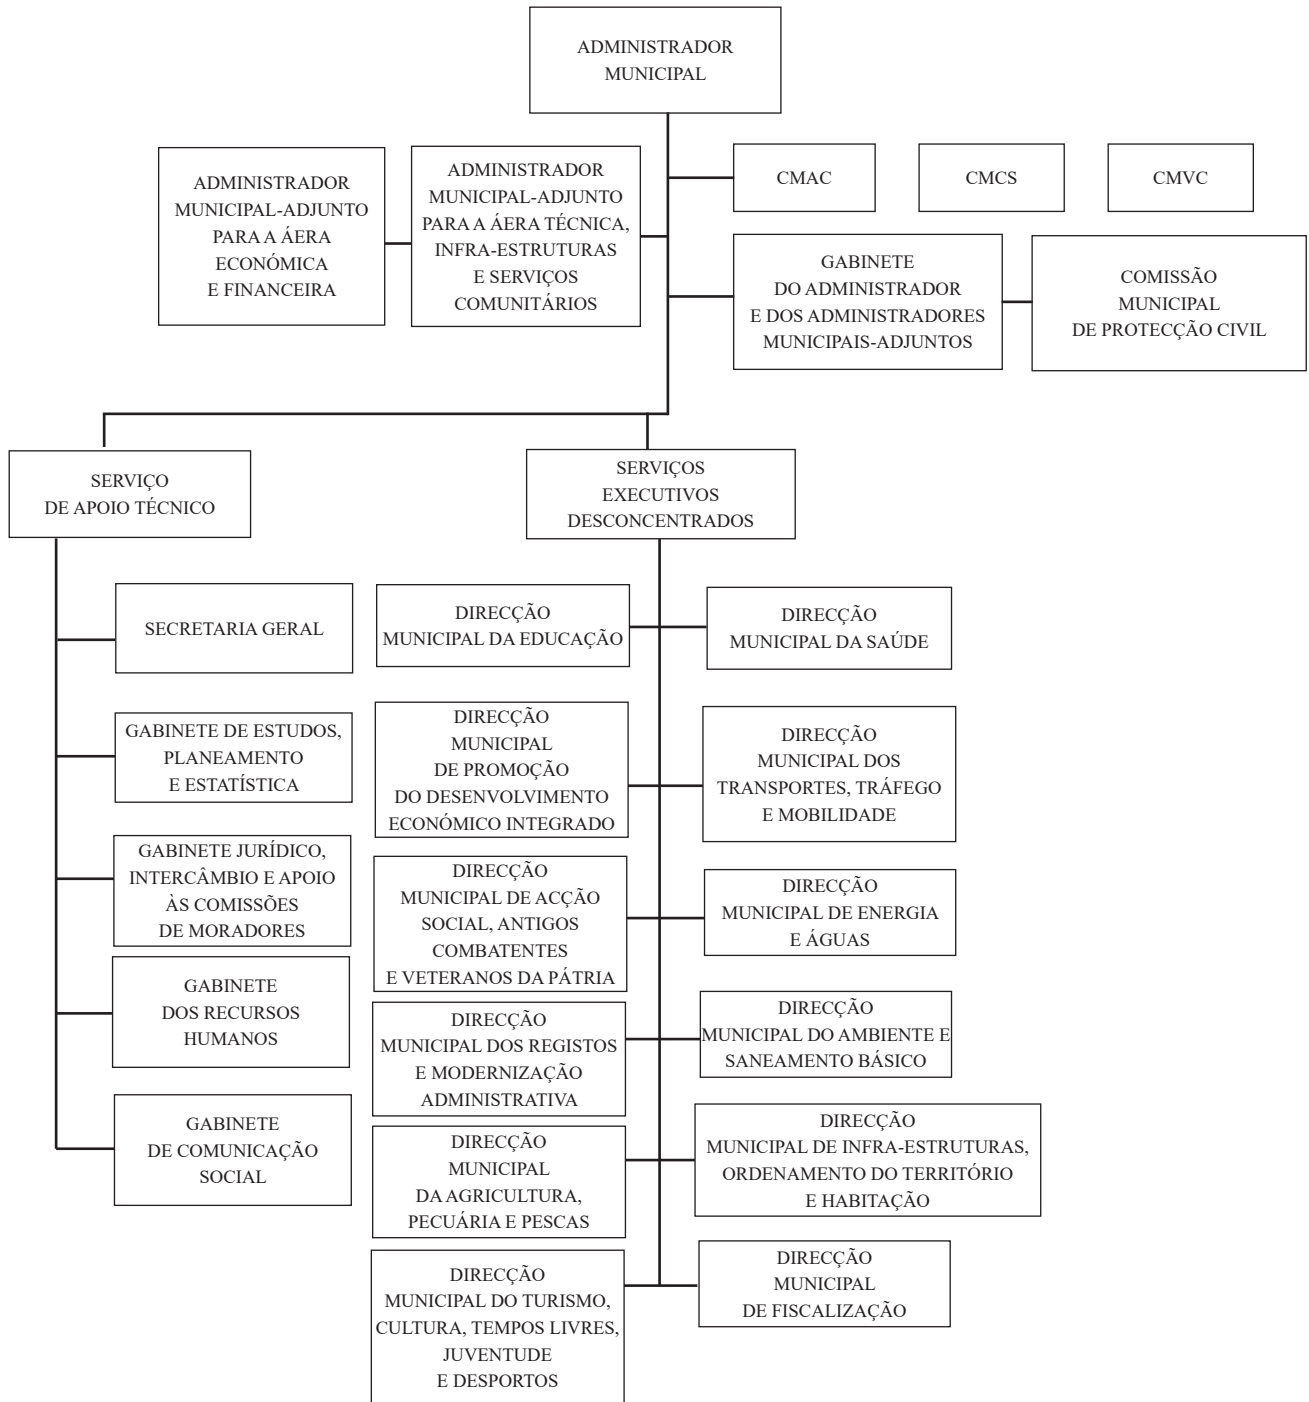 ADMINISTRADOR
MUNICIPAL
ADMINISTRADOR
MUNICIPAL-ADJUNTO
PARA A ÁERA
ECONÓMICA
E FINANCEIRA
ADMINISTRADOR
MUNICIPAL-ADJUNTO
PARA A ÁERA TÉCNICA,
INFRA-ESTRUTURAS
E SERVIÇOS
COMUNITÁRIOS
CMAC
CMCS
CMVC
GABINETE
DO ADMINISTRADOR
E DOS ADMINISTRADORES
MUNICIPAIS-ADJUNTOS
COMISSÃO
MUNICIPAL
DE PROTECÇÃO CIVIL
SERVIÇO
DE APOIO TÉCNICO
SERVIÇOS
EXECUTIVOS
DESCONCENTRADOS
SECRETARIA GERAL
GABINETE DE ESTUDOS,
PLANEAMENTO
E ESTATÍSTICA
GABINETE JURÍDICO,
INTERCÂMBIO E APOIO
ÀS COMISSÕES
DE MORADORES
GABINETE
DOS RECURSOS
HUMANOS
GABINETE
DE COMUNICAÇÃO
SOCIAL
DIRECÇÃO
MUNICIPAL DA EDUCAÇÃO
DIRECÇÃO
MUNICIPAL DA SAÚDE
DIRECÇÃO
MUNICIPAL
DE PROMOÇÃO
DO DESENVOLVIMENTO
ECONÓMICO INTEGRADO
DIRECÇÃO
MUNICIPAL DOS
TRANSPORTES, TRÁFEGO
E MOBILIDADE
DIRECÇÃO
MUNICIPAL DE ACÇÃO
SOCIAL, ANTIGOS
COMBATENTES
E VETERANOS DA PÁTRIA
DIRECÇÃO
MUNICIPAL DE ENERGIA
E ÁGUAS
DIRECÇÃO
MUNICIPAL DOS REGISTOS
E MODERNIZAÇÃO
ADMINISTRATIVA
DIRECÇÃO
MUNICIPAL DO AMBIENTE E
SANEAMENTO BÁSICO
DIRECÇÃO
MUNICIPAL
DA AGRICULTURA,
PECUÁRIA E PESCAS
DIRECÇÃO
MUNICIPAL DE INFRA-ESTRUTURAS,
ORDENAMENTO DO TERRITÓRIO
E HABITAÇÃO
DIRECÇÃO
MUNICIPAL DO TURISMO,
CULTURA, TEMPOS LIVRES,
JUVENTUDE
E DESPORTOS
DIRECÇÃO
MUNICIPAL
DE FISCALIZAÇÃO